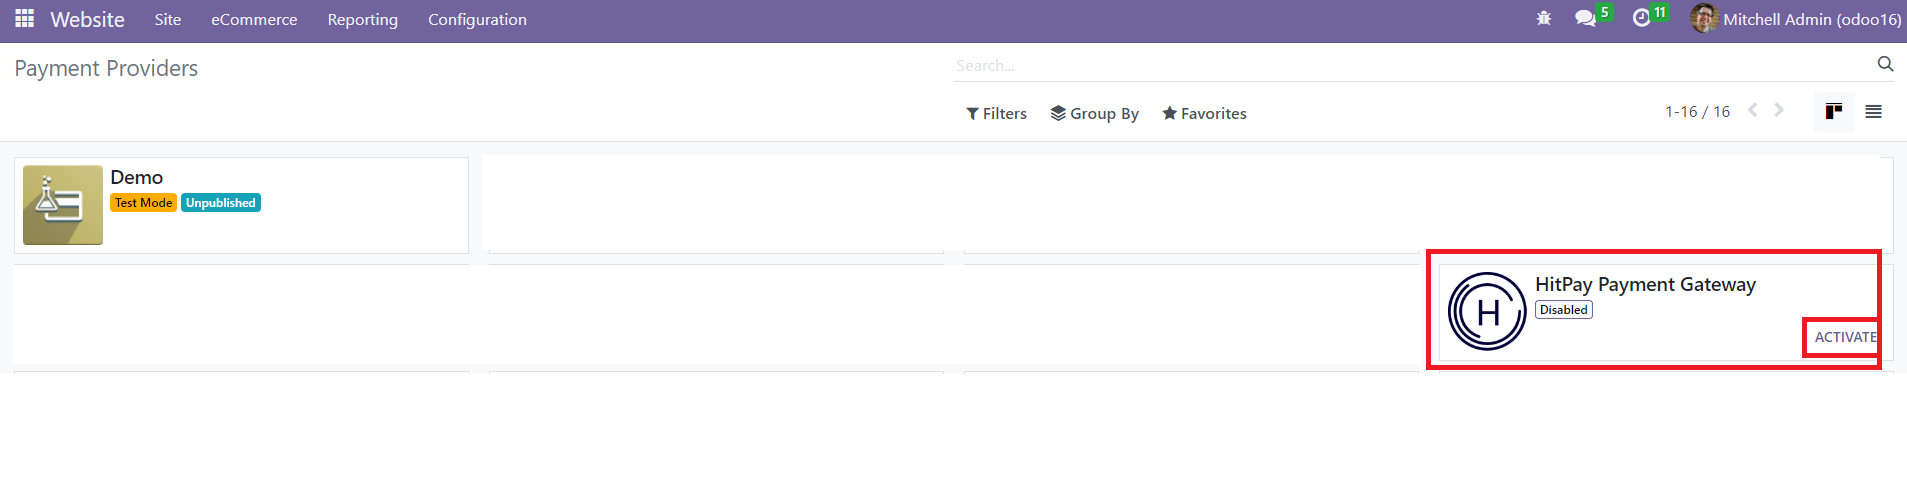 Website Site eCommerce Reporting Configuration 5 11 Mitchell Admin (odoo16)
Payment Providers Search...
Filters Group By Favorites 1-16 / 16
Demo
Test Mode Unpublished
H HitPay Payment Gateway
Disabled
ACTIVATE